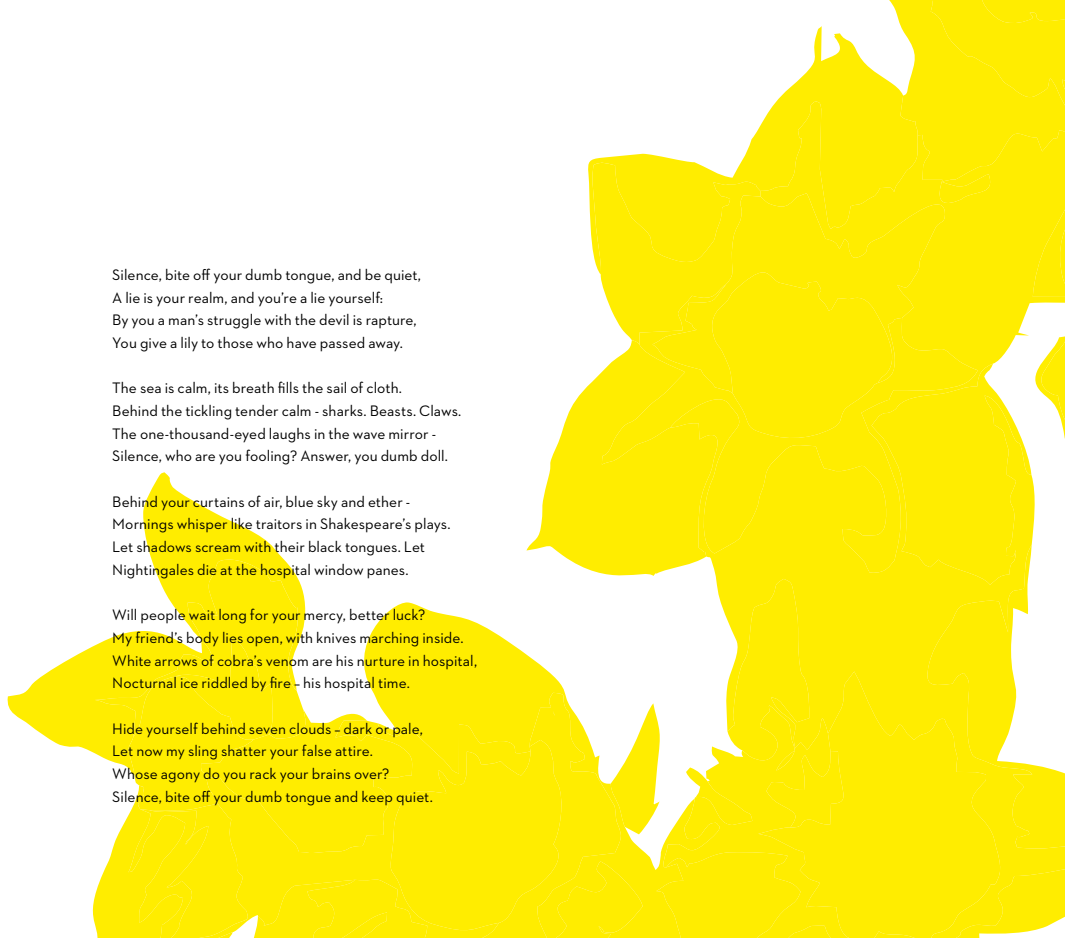 Silence, bite off your dumb tongue, and be quiet,
A lie is your realm, and you're a lie yourself:
By you a man's struggle with the devil is rapture,
You give a lily to those who have passed away.
The sea is calm, its breath fills the sail of cloth.
Behind the tickling tender calm - sharks. Beasts. Claws.
The one-thousand-eyed laughs in the wave mirror -
Silence, who are you fooling? Answer, you dumb doll.
Behind your curtains of air, blue sky and ether -
Mornings whisper like traitors in Shakespeare's plays.
Let shadows scream with their black tongues. Let
Nightingales die at the hospital window panes.
Will people wait long for your mercy, better luck?
My friend's body lies open, with knives marching inside.
White arrows of cobra's venom are his nurture in hospital,
Nocturnal ice riddled by fire – his hospital time.
Hide yourself behind seven clouds – dark or pale,
Let now my sling shatter your false attire.
Whose agony do you rack your brains over?
Silence, bite off your dumb tongue and keep quiet.